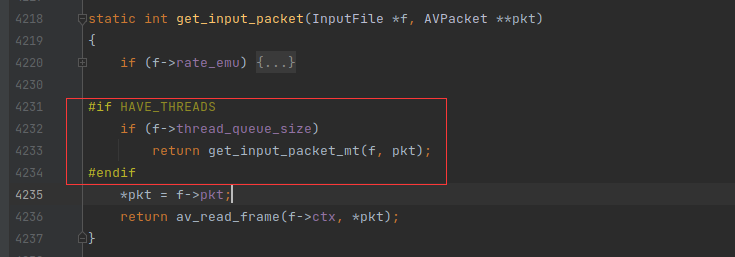 4218 static int get_input_packet(InputFile *f, AVPacket **pkt)
4219 {
4220 if (f->rate_emu) {...}
4230
4231 #if HAVE_THREADS
4232 if (f->thread_queue_size)
4233 return get_input_packet_mt(f, pkt);
4234 #endif
4235 *pkt = f->pkt;
4236 return av_read_frame(f->ctx, *pkt);
4237 }